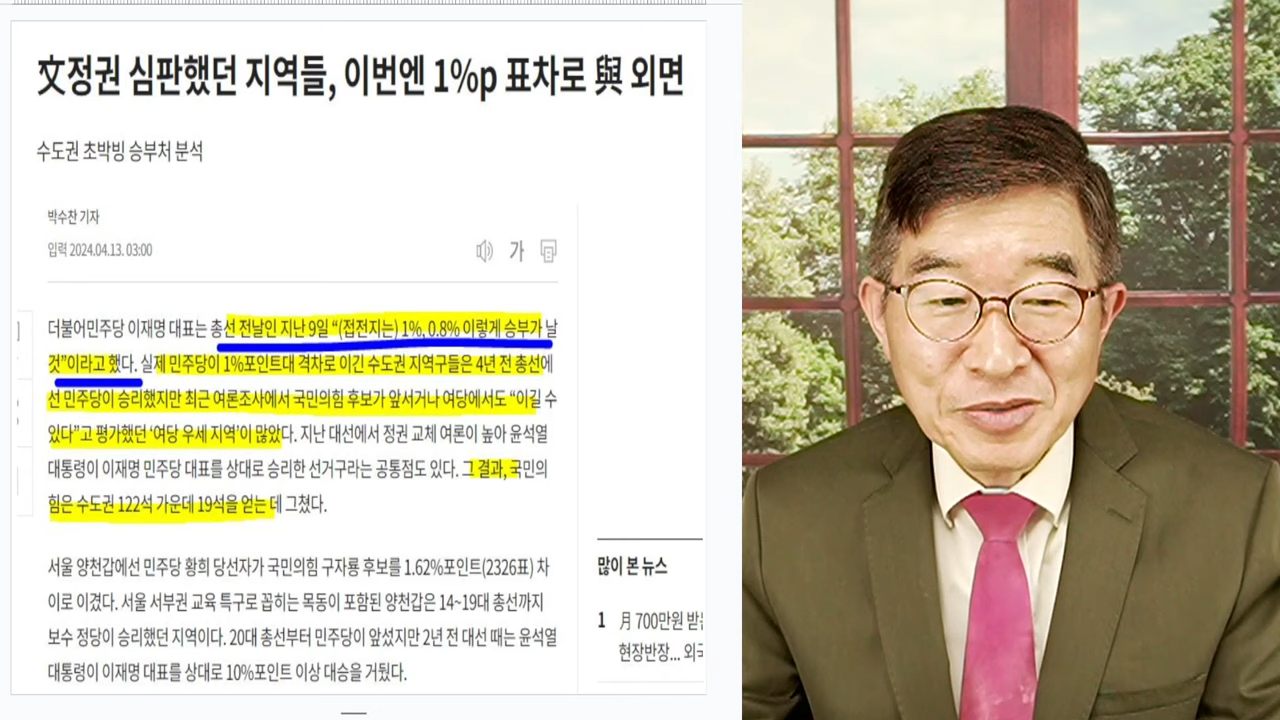 文정권 심판했던 지역들, 이번엔 1%p 표차로 與 외면
수도권 초박빙 승부처 분석
박수찬 기자
입력 2024.04.13. 03:00
가
더불어민주당 이재명 대표는 총선 전날인 지난 9일 “(접전지는) 1%, 0.8% 이렇게 승부가 날
것”이라고 했다. 실제 민주당이 1%포인트대 격차로 이긴 수도권 지역구들은 4년 전 총선에
선 민주당이 승리했지만 최근 여론조사에서 국민의힘 후보가 앞서거나 여당에서도 “이길 수
있다”고 평가했던 ‘여당 우세 지역’이 많았다. 지난 대선에서 정권 교체 여론이 높아 윤석열
대통령이 이재명 민주당 대표를 상대로 승리한 선거구라는 공통점도 있다. 그 결과, 국민의
힘은 수도권 122석 가운데 19석을 얻는 데 그쳤다.
서울 양천갑에선 민주당 황희 당선자가 국민의힘 구자룡 후보를 1.62%포인트(2326표) 차
이로 이겼다. 서울 서부권 교육 특구로 꼽히는 목동이 포함된 양천갑은 14~19대 총선까지
보수 정당이 승리했던 지역이다. 20대 총선부터 민주당이 앞섰지만 2년 전 대선 때는 윤석열
대통령이 이재명 대표를 상대로 10%포인트 이상 대승을 거뒀다.
많이 본 뉴스
1 月 700만원 받
현장반장... 외